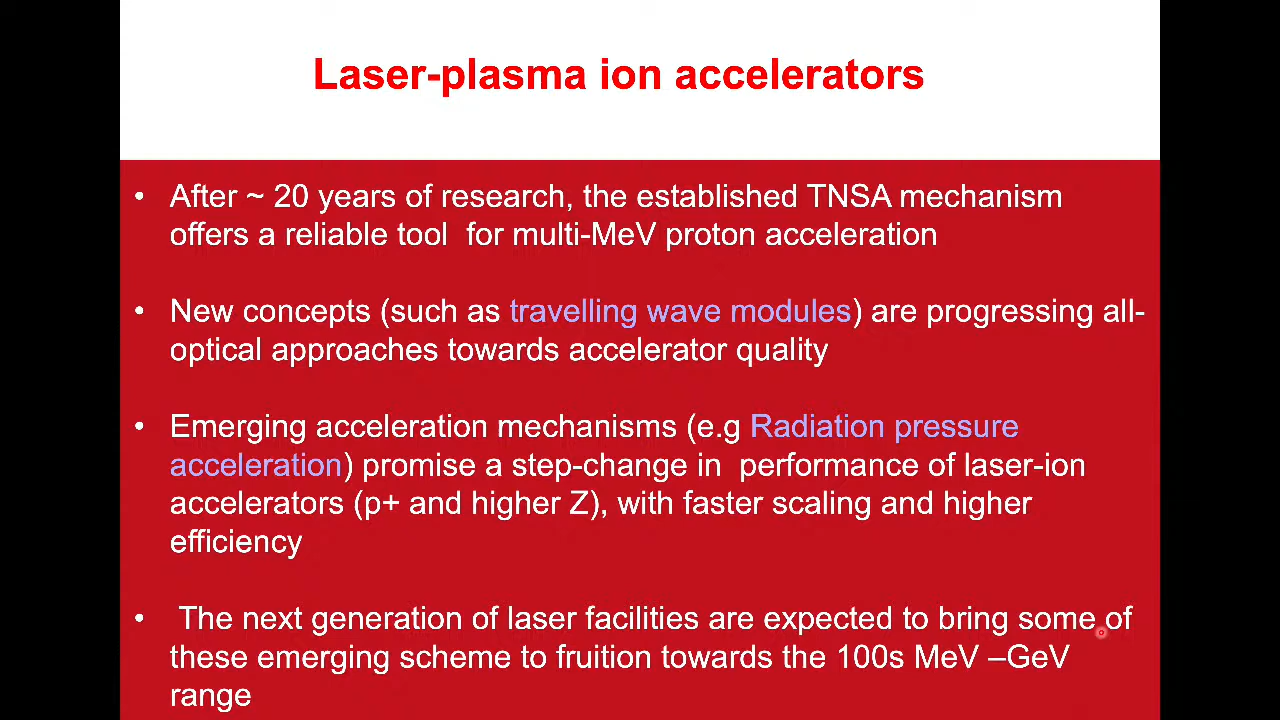 Laser-plasma ion accelerators
• After ~ 20 years of research, the established TNSA mechanism
offers a reliable tool  for multi-MeV proton acceleration
• New concepts (such as travelling wave modules) are progressing all-
optical approaches towards accelerator quality
• Emerging acceleration mechanisms (e.g Radiation pressure
acceleration) promise a step-change in  performance of laser-ion
accelerators (p+ and higher Z), with faster scaling and higher
efficiency
•  The next generation of laser facilities are expected to bring some of
these emerging scheme to fruition towards the 100s MeV –GeV
range